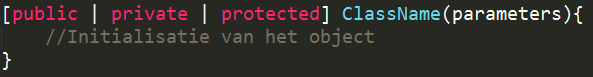 [public | private | protected] ClassName(parameters){
    //Initialisatie van het object
}